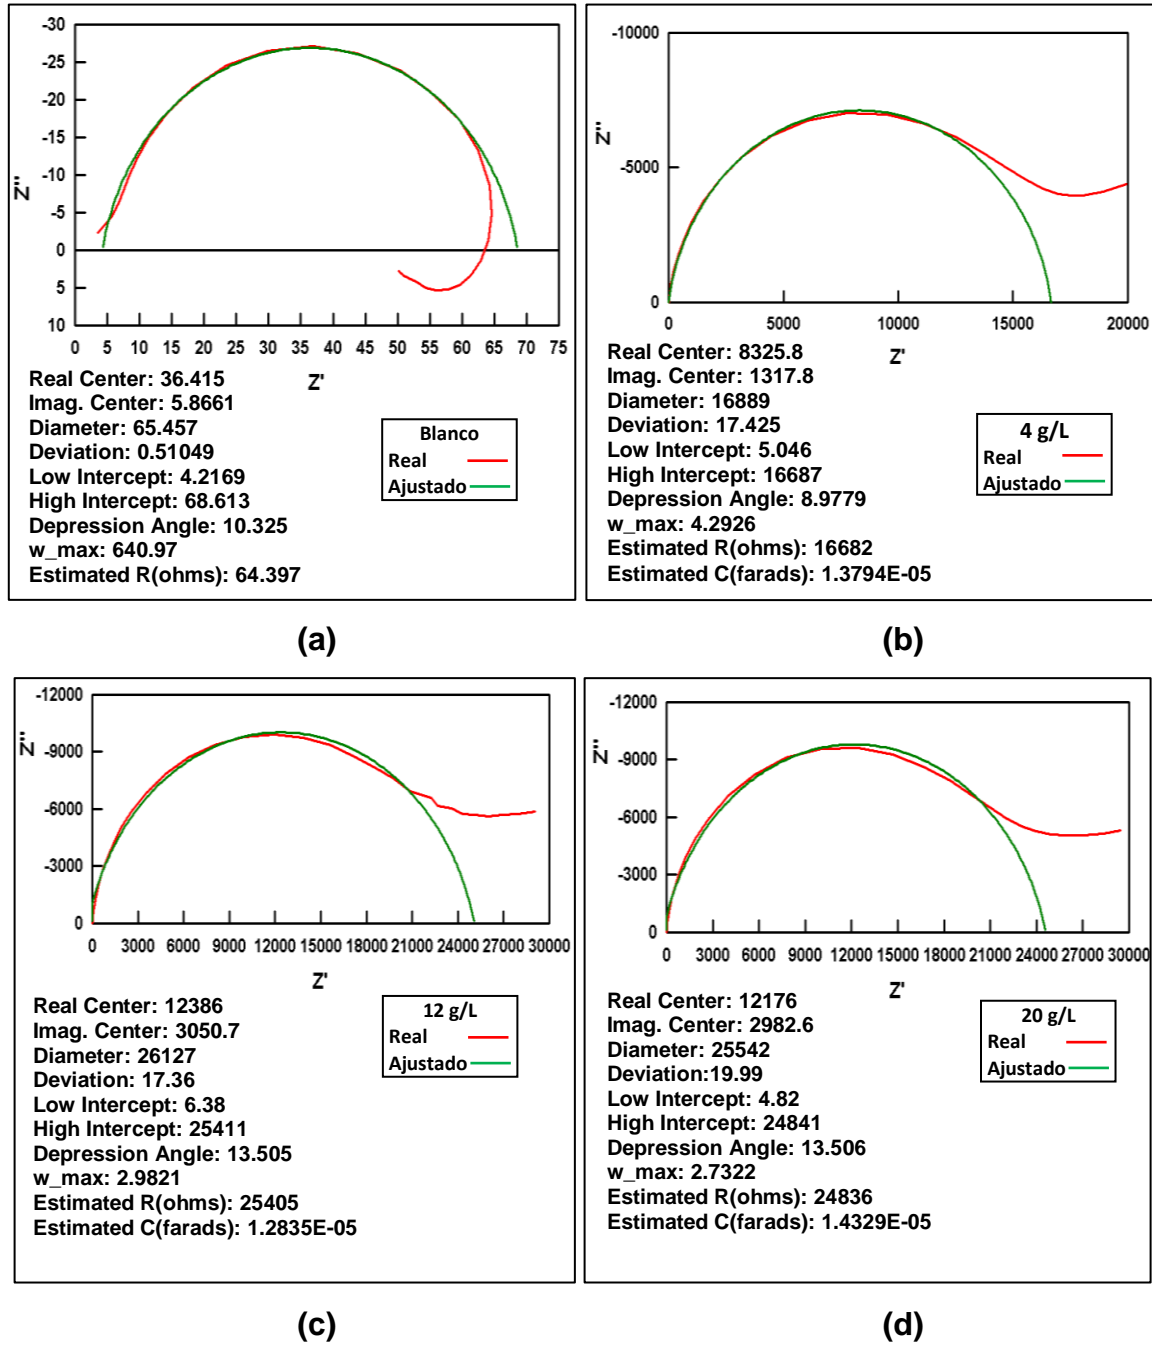 -30
-25
-20
-15
-10
-5
0
5
10
Z''
0 5 10 15 20 25 30 35 40 45 50 55 60 65 70 75
Z'
Real Center: 36.415
Imag. Center: 5.8661
Diameter: 65.457
Deviation: 0.51049
Low Intercept: 4.2169
High Intercept: 68.613
Depression Angle: 10.325
w_max: 640.97
Estimated R(ohms): 64.397
Blanco
Real
Ajustado
(a)
-10000
-5000
0
Z''
0 5000 10000 15000 20000
Z'
Real Center: 8325.8
Imag. Center: 1317.8
Diameter: 16889
Deviation: 17.425
Low Intercept: 5.046
High Intercept: 16687
Depression Angle: 8.9779
w_max: 4.2926
Estimated R(ohms): 16682
Estimated C(farads): 1.3794E-05
4 g/L
Real
Ajustado
(b)
-12000
-9000
-6000
-3000
0
Z''
0 3000 6000 9000 12000 15000 18000 21000 24000 27000 30000
Z'
Real Center: 12386
Imag. Center: 3050.7
Diameter: 26127
Deviation: 17.36
Low Intercept: 6.38
High Intercept: 25411
Depression Angle: 13.505
w_max: 2.9821
Estimated R(ohms): 25405
Estimated C(farads): 1.2835E-05
12 g/L
Real
Ajustado
(c)
-12000
-9000
-6000
-3000
0
Z''
0 3000 6000 9000 12000 15000 18000 21000 24000 27000 30000
Z'
Real Center: 12176
Imag. Center: 2982.6
Diameter: 25542
Deviation:19.99
Low Intercept: 4.82
High Intercept: 24841
Depression Angle: 13.506
w_max: 2.7322
Estimated R(ohms): 24836
Estimated C(farads): 1.4329E-05
20 g/L
Real
Ajustado
(d)